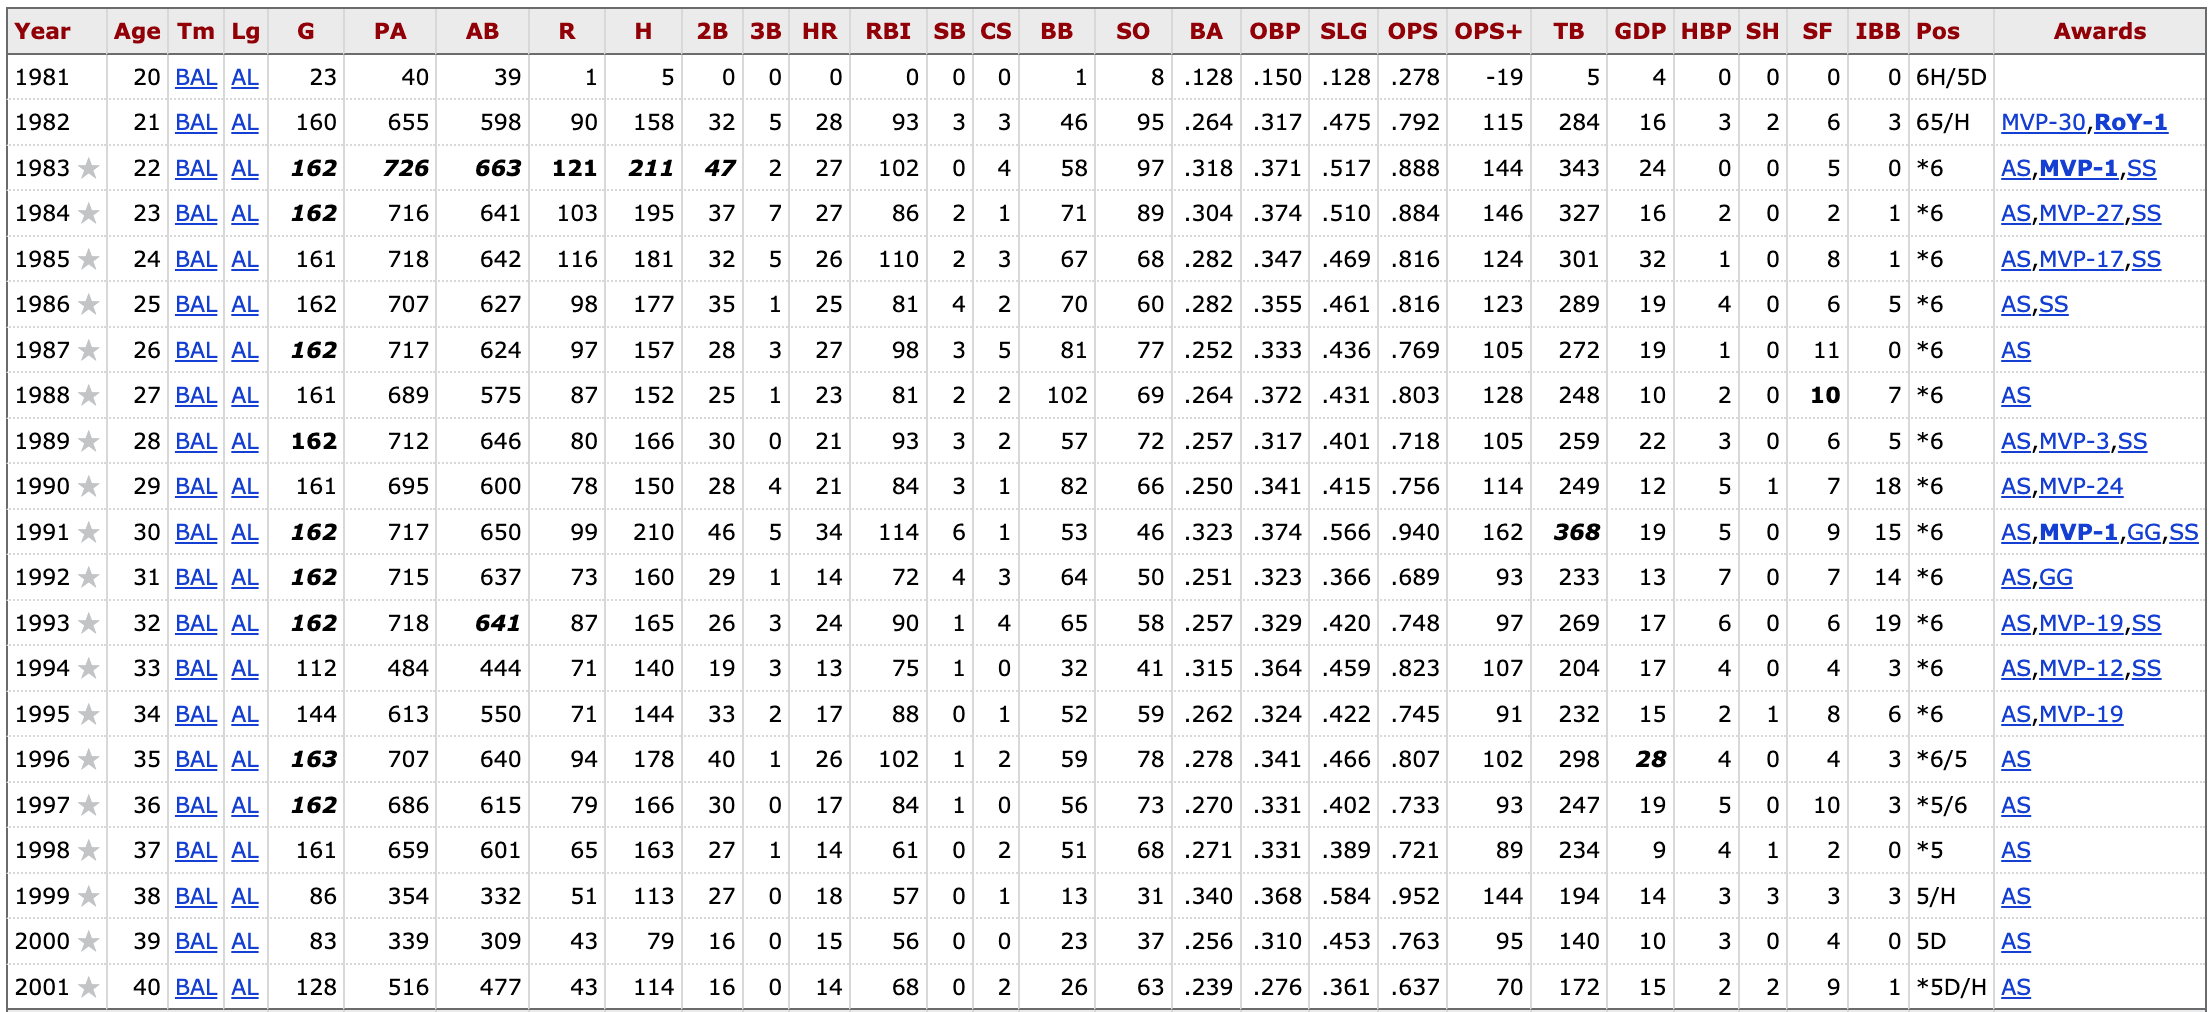 Year Age Tm Lg G PA AB R H 2B 3B HR RBI SB CS BB SO BA OBP SLG OPS OPS+ TB GDP HBP SH SF IBB Pos Awards
1981 20 BAL AL 23 40 39 1 5 0 0 0 0 0 0 1 8 .128 .150 .128 .278 -19 5 4 0 0 0 0 6H/5D
1982 21 BAL AL 160 655 598 90 158 32 5 28 93 3 3 46 95 .264 .317 .475 .792 115 284 16 3 2 6 3 65/H MVP-30,RoY-1
1983 ★ 22 BAL AL 162 726 663 121 211 47 2 27 102 0 4 58 97 .318 .371 .517 .888 144 343 24 0 0 5 0 *6 AS,MVP-1,SS
1984 ★ 23 BAL AL 162 716 641 103 195 37 7 27 86 2 1 71 89 .304 .374 .510 .884 146 327 16 2 0 2 1 *6 AS,MVP-27,SS
1985 ★ 24 BAL AL 161 718 642 116 181 32 5 26 110 2 3 67 68 .282 .347 .469 .816 124 301 32 1 0 8 1 *6 AS,MVP-17,SS
1986 ★ 25 BAL AL 162 707 627 98 177 35 1 25 81 4 2 70 60 .282 .355 .461 .816 123 289 19 4 0 6 5 *6 AS,SS
1987 ★ 26 BAL AL 162 717 624 97 157 28 3 27 98 3 5 81 77 .252 .333 .436 .769 105 272 19 1 0 11 0 *6 AS
1988 ★ 27 BAL AL 161 689 575 87 152 25 1 23 81 2 2 102 69 .264 .372 .431 .803 128 248 10 2 0 10 7 *6 AS
1989 ★ 28 BAL AL 162 712 646 80 166 30 0 21 93 3 2 57 72 .257 .317 .401 .718 105 259 22 3 0 6 5 *6 AS,MVP-3,SS
1990 ★ 29 BAL AL 161 695 600 78 150 28 4 21 84 3 1 82 66 .250 .341 .415 .756 114 249 12 5 1 7 18 *6 AS,MVP-24
1991 ★ 30 BAL AL 162 717 650 99 210 46 5 34 114 6 1 53 46 .323 .374 .566 .940 162 368 19 5 0 9 15 *6 AS,MVP-1,GG,SS
1992 ★ 31 BAL AL 162 715 637 73 160 29 1 14 72 4 3 64 50 .251 .323 .366 .689 93 233 13 7 0 7 14 *6 AS,GG
1993 ★ 32 BAL AL 162 718 641 87 165 26 3 24 90 1 4 65 58 .257 .329 .420 .748 97 269 17 6 0 6 19 *6 AS,MVP-19,SS
1994 ★ 33 BAL AL 112 484 444 71 140 19 3 13 75 1 0 32 41 .315 .364 .459 .823 107 204 17 4 0 4 3 *6 AS,MVP-12,SS
1995 ★ 34 BAL AL 144 613 550 71 144 33 2 17 88 0 1 52 59 .262 .324 .422 .745 91 232 15 2 1 8 6 *6 AS,MVP-19
1996 ★ 35 BAL AL 163 707 640 94 178 40 1 26 102 1 2 59 78 .278 .341 .466 .807 102 298 28 4 0 4 3 *6/5 AS
1997 ★ 36 BAL AL 162 686 615 79 166 30 0 17 84 1 0 56 73 .270 .331 .402 .733 93 247 19 5 0 10 3 *5/6 AS
1998 ★ 37 BAL AL 161 659 601 65 163 27 1 14 61 0 2 51 68 .271 .331 .389 .721 89 234 9 4 1 2 0 *5 AS
1999 ★ 38 BAL AL 86 354 332 51 113 27 0 18 57 0 1 13 31 .340 .368 .584 .952 144 194 14 3 3 3 3 5/H AS
2000 ★ 39 BAL AL 83 339 309 43 79 16 0 15 56 0 0 23 37 .256 .310 .453 .763 95 140 10 3 0 4 0 5D AS
2001 ★ 40 BAL AL 128 516 477 43 114 16 0 14 68 0 2 26 63 .239 .276 .361 .637 70 172 15 2 2 9 1 *5D/H AS